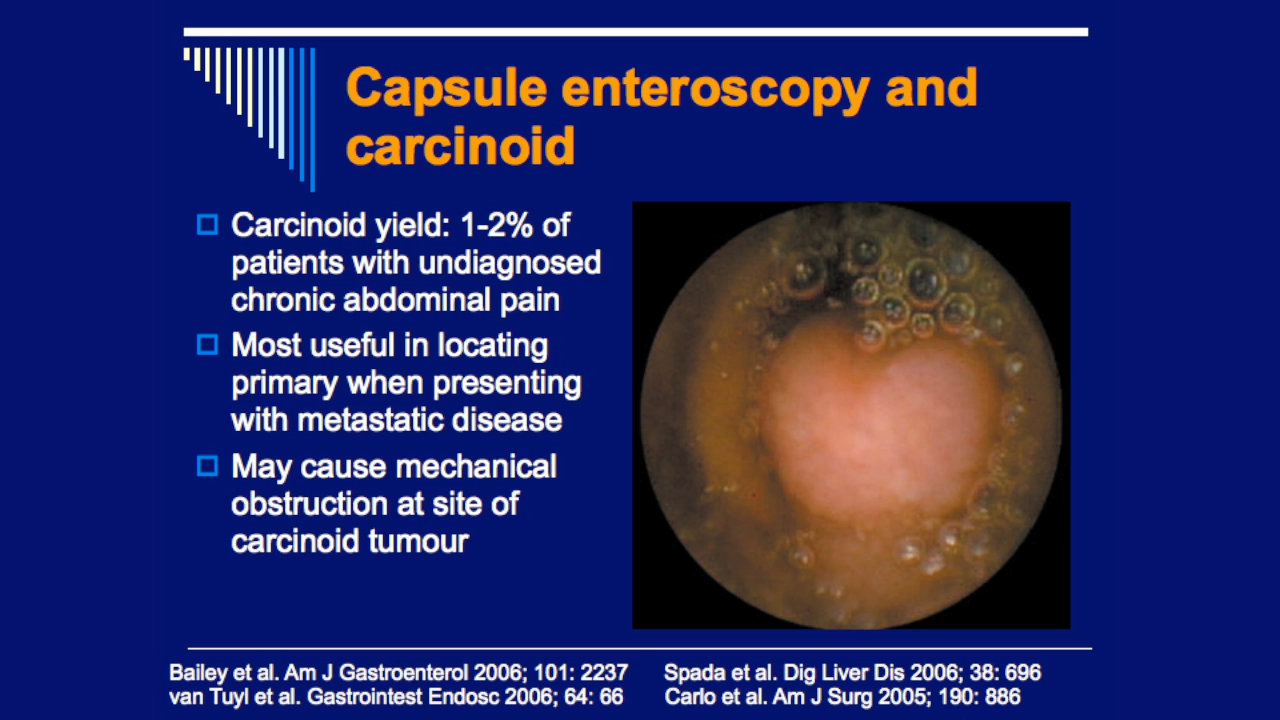 Capsule enteroscopy and
carcinoid
Carcinoid yield: 1-2% of
patients with undiagnosed
chronic abdominal pain
Most useful in locating
primary when presenting
with metastatic disease
May cause mechanical
obstruction at site of
carcinoid tumour
Bailey et al. Am J Gastroenterol 2006; 101: 2237
van Tuyl et al. Gastrointest Endosc 2006; 64: 66
Spada et al. Dig Liver Dis 2006; 38: 696
Carlo et al. Am J Surg 2005; 190: 886